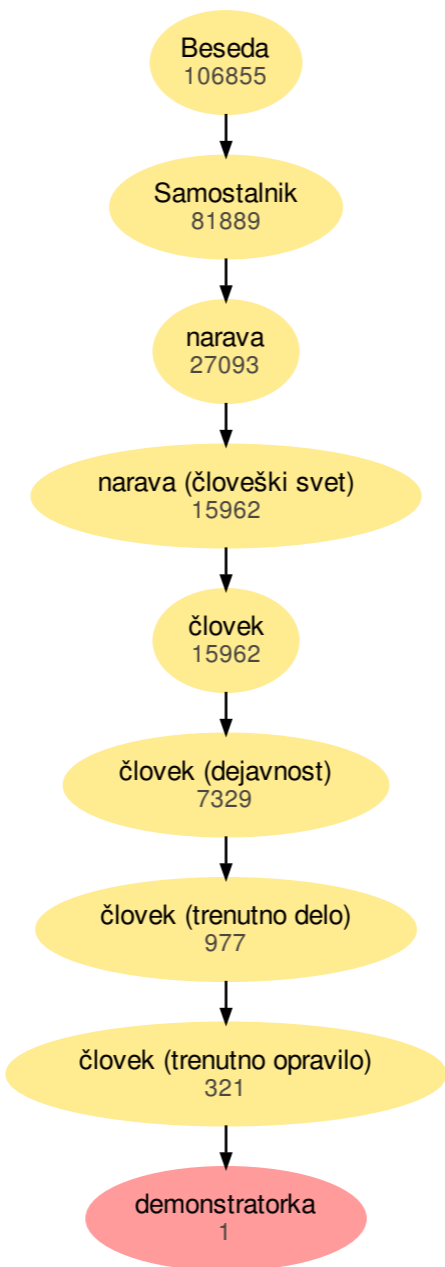 Beseda
106855
Samostalnik
81889
narava
27093
narava (človeški svet)
15962
človek
15962
človek (dejavnost)
7329
človek (trenutno delo)
977
človek (trenutno opravilo)
321
demonstratorka
1